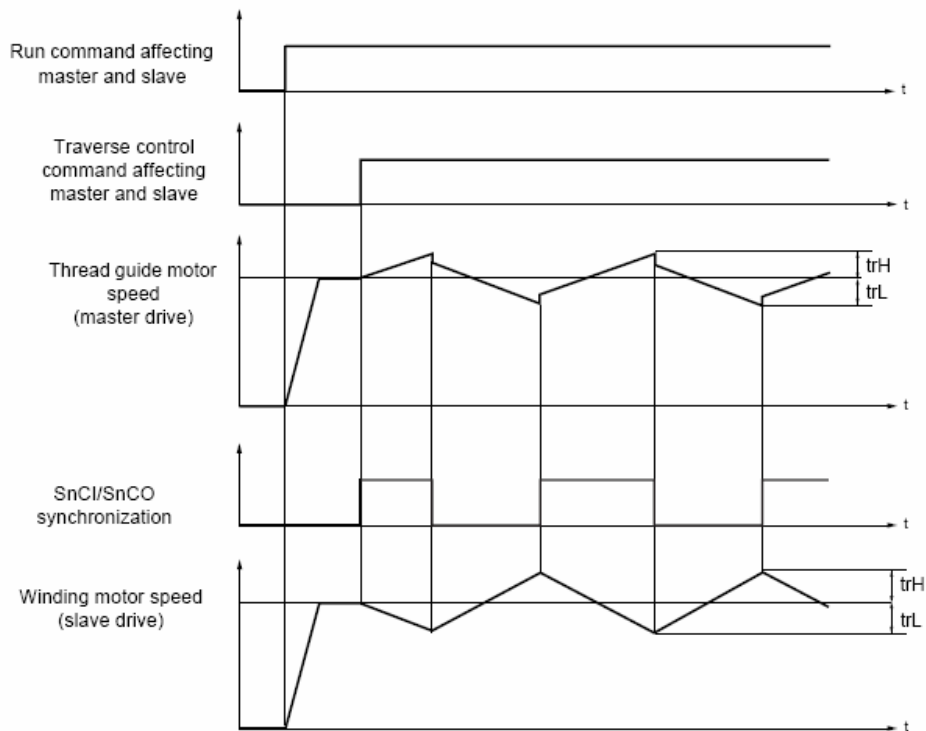 Run command affecting
master and slave
t
Traverse control
command affecting
master and slave
t
Thread guide motor
speed
(master drive)
trH
trL
t
SnCI/SnCO
synchronization
t
Winding motor speed
(slave drive)
trH
trL
t